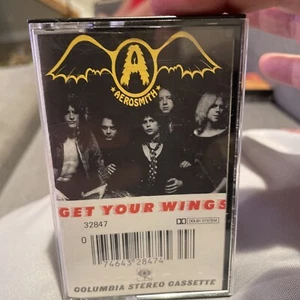 A
AEROSMITH
GET YOUR WINGS
32847
DOLBY SYSTEM
0
74643 28474
COLUMBIA STEREO CASSETTE